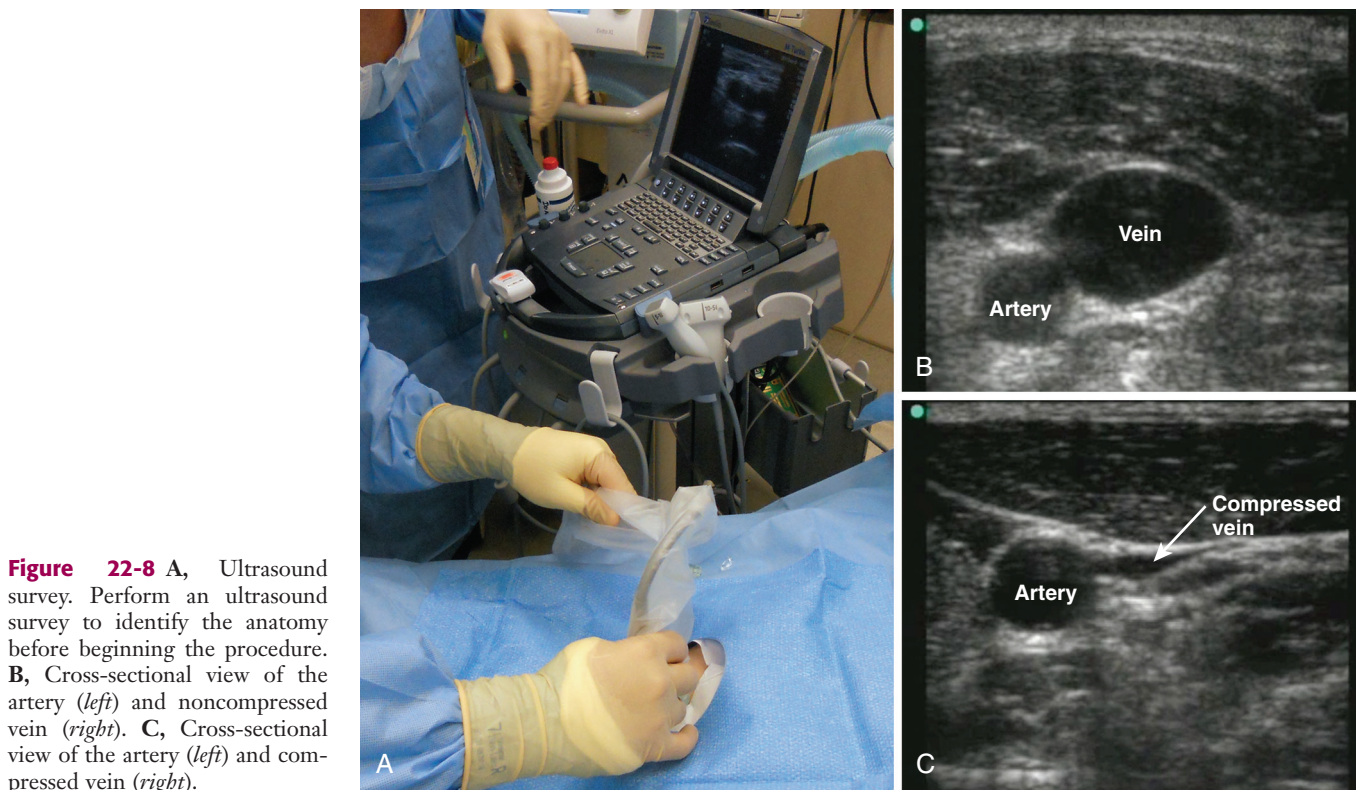 Figure 22-8 A, Ultrasound
survey. Perform an ultrasound
survey to identify the anatomy
before beginning the procedure.
B, Cross-sectional view of the
artery (left) and noncompressed
vein (right). C, Cross-sectional
view of the artery (left) and com-
pressed vein (right).
A
Vein
Artery
B
Compressed
vein
Artery
C